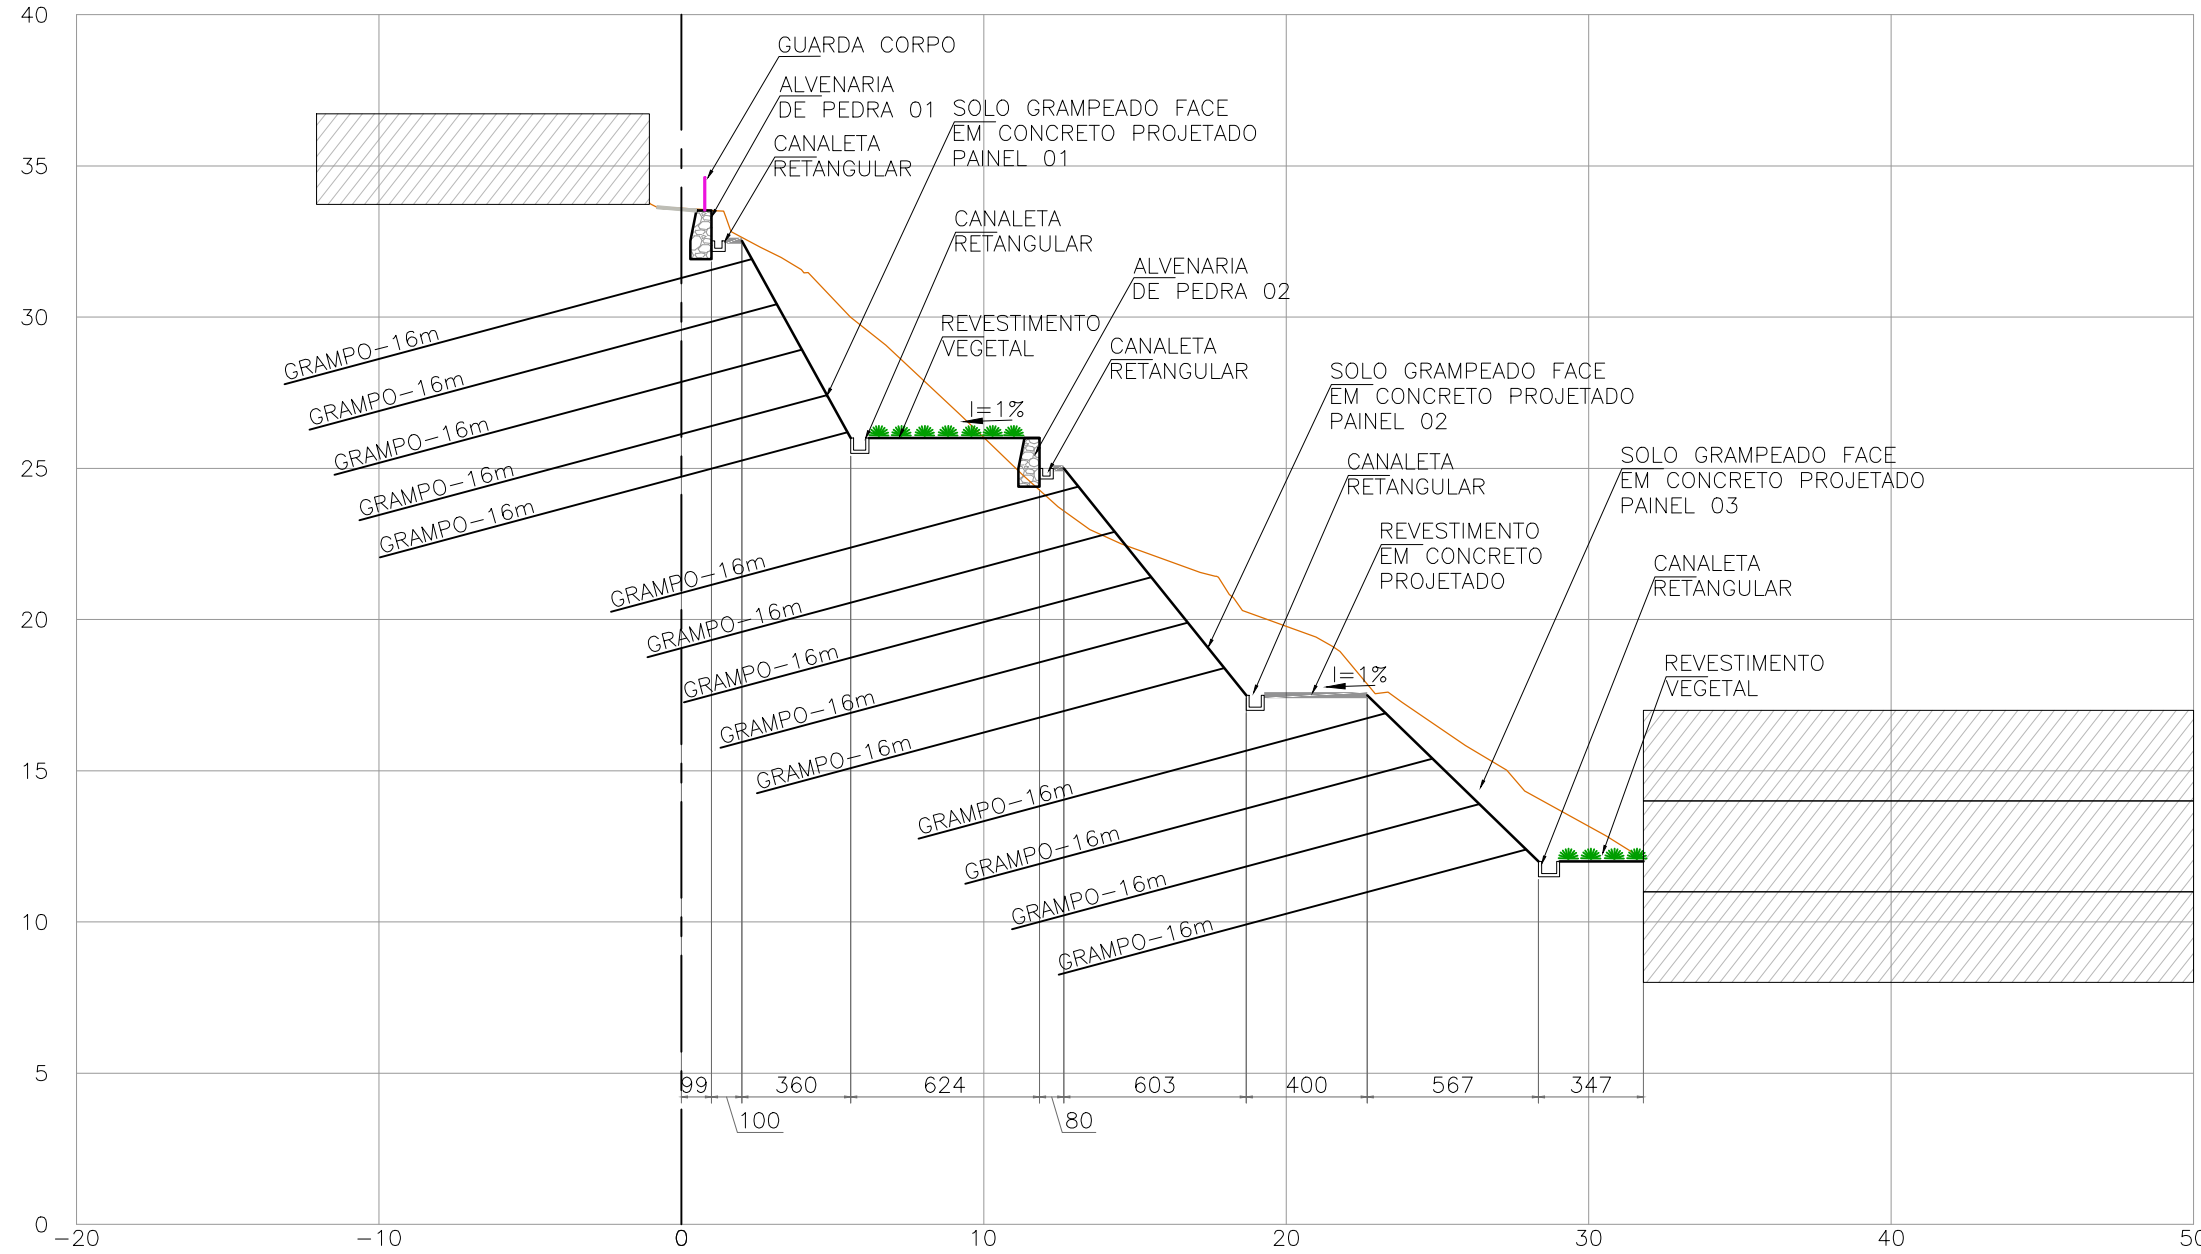 40
35
30
25
20
15
10
5
0
GUARDA CORPO
ALVENARIA
DE PEDRA 01
CANALETA
RETANGULAR
SOLO GRAMPEADO FACE
EM CONCRETO PROJETADO
PAINEL 01
CANALETA
RETANGULAR
REVESTIMENTO
VEGETAL
I=1%
ALVENARIA
DE PEDRA 02
CANALETA
RETANGULAR
SOLO GRAMPEADO FACE
EM CONCRETO PROJETADO
PAINEL 02
CANALETA
RETANGULAR
REVESTIMENTO
EM CONCRETO
PROJETADO
I=1%
SOLO GRAMPEADO FACE
EM CONCRETO PROJETADO
PAINEL 03
CANALETA
RETANGULAR
REVESTIMENTO
VEGETAL
GRAMPO-16m
GRAMPO-16m
GRAMPO-16m
GRAMPO-16m
GRAMPO-16m
GRAMPO-16m
GRAMPO-16m
GRAMPO-16m
GRAMPO-16m
GRAMPO-16m
GRAMPO-16m
GRAMPO-16m
GRAMPO-16m
GRAMPO-16m
99 360 624 603 400 567 347
100 80
-20 -10 0 10 20 30 40 50